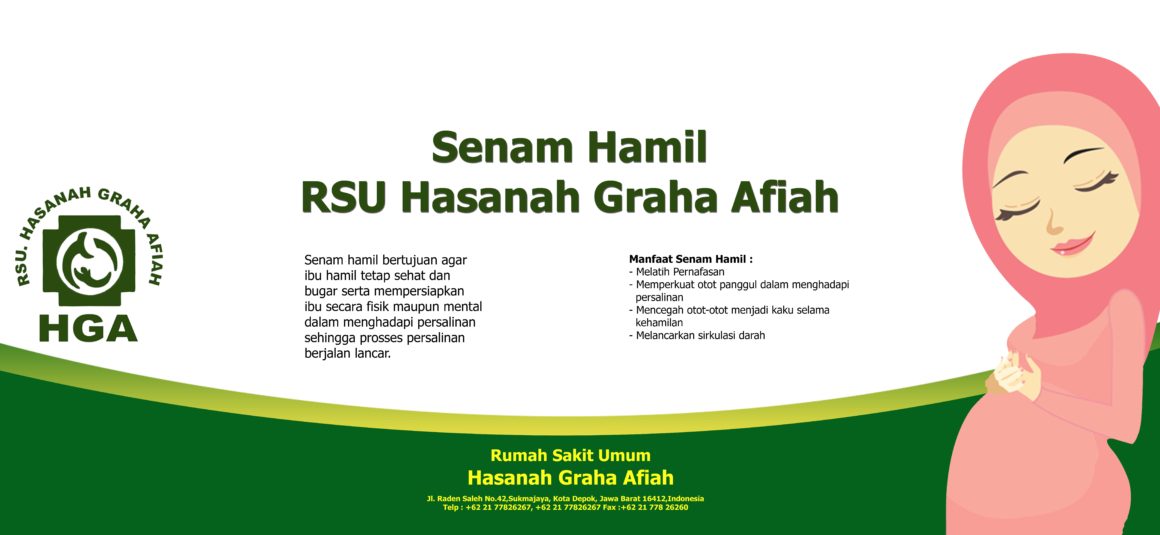 RSU. HASANAH GRAHA AFIAH
HGA
Senam Hamil
RSU Hasanah Graha Afiah
Senam hamil bertujuan agar
ibu hamil tetap sehat dan
bugar serta mempersiapkan
ibu secara fisik maupun mental
dalam menghadapi persalinan
sehingga prosses persalinan
berjalan lancar.
Manfaat Senam Hamil :
- Melatih Pernafasan
- Memperkuat otot panggul dalam menghadapi
persalinan
- Mencegah otot-otot menjadi kaku selama
kehamilan
- Melancarkan sirkulasi darah
Rumah Sakit Umum
Hasanah Graha Afiah
Jl. Raden Saleh No.42,Sukmajaya, Kota Depok, Jawa Barat 16412,Indonesia
Telp : +62 21 77826267, +62 21 77826267 Fax :+62 21 778 26260